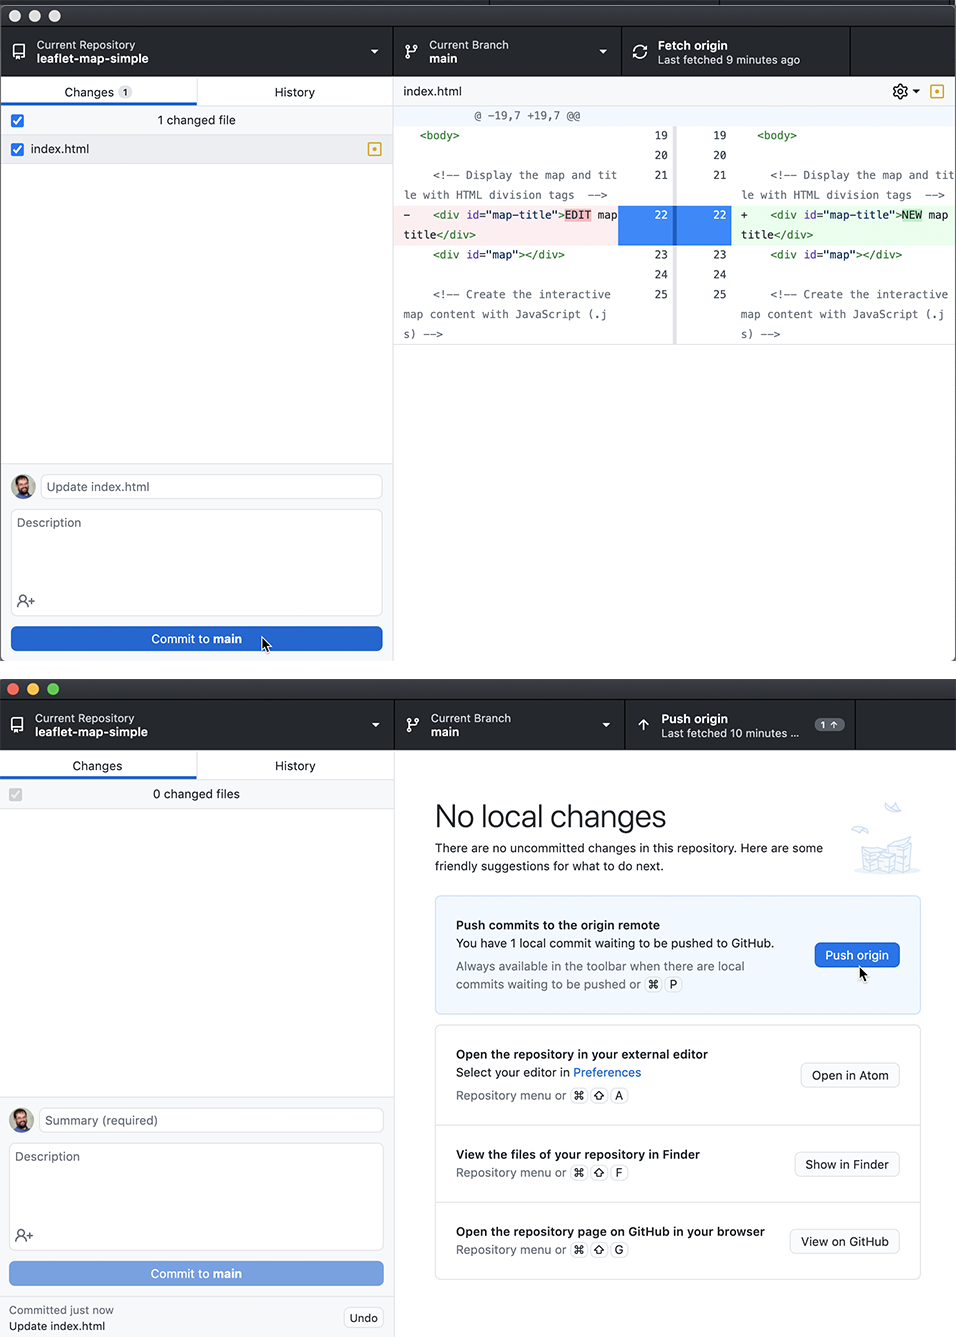 Current Repository
leaflet-map-simple
Current Branch
main
Fetch origin
Last fetched 9 minutes ago
Changes 1
History
1 changed file
index.html
Update index.html
Description
Commit to main
index.html
@ −19,7 +19,7 @@
<body> 19 19 <body>
20 20
<!-- Display the map and tit 21 21 <!-- Display the map and tit
le with HTML division tags --> le with HTML division tags -->
− <div id="map-title">EDIT map 22 22 + <div id="map-title">NEW map
title</div> title</div>
<div id="map"></div> 23 23 <div id="map"></div>
24 24
<!-- Create the interactive 25 25 <!-- Create the interactive
map content with JavaScript (.j map content with JavaScript (.j
s) --> s) -->
Current Repository
leaflet-map-simple
Current Branch
main
Push origin
Last fetched 10 minutes ...
1 ↑
Changes
History
0 changed files
Summary (required)
Description
Commit to main
Committed just now
Update index.html
Undo
No local changes
There are no uncommitted changes in this repository. Here are some
friendly suggestions for what to do next.
Push commits to the origin remote
You have 1 local commit waiting to be pushed to GitHub.
Always available in the toolbar when there are local
commits waiting to be pushed or ⌘ P
Push origin
Open the repository in your external editor
Select your editor in Preferences
Repository menu or ⌘ ⇧ A
Open in Atom
View the files of your repository in Finder
Repository menu or ⌘ ⇧ F
Show in Finder
Open the repository page on GitHub in your browser
Repository menu or ⌘ ⇧ G
View on GitHub